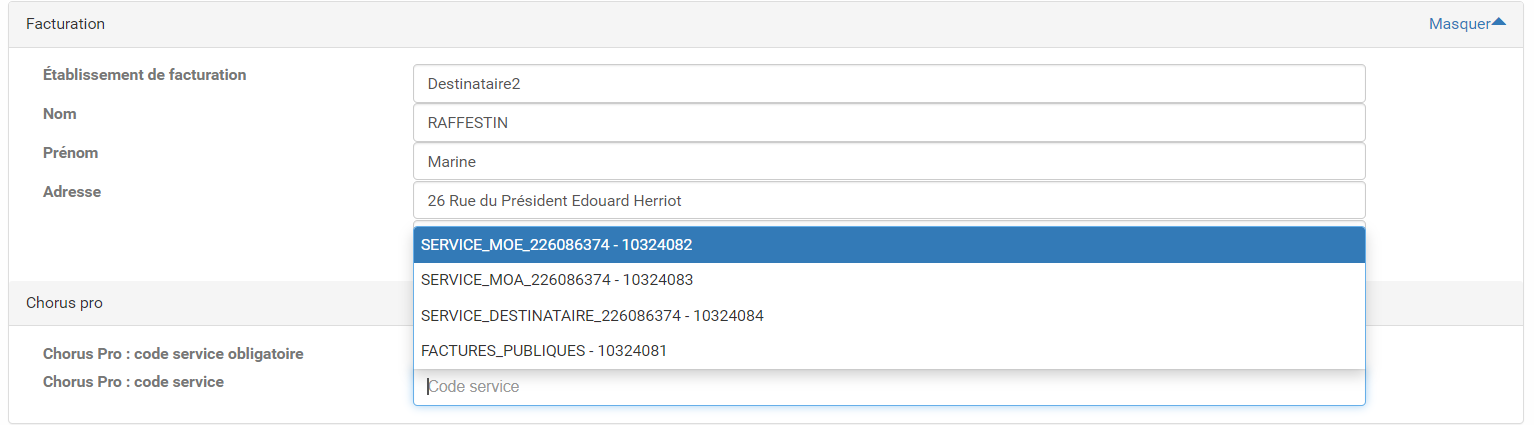 Facturation
Masquer
Établissement de facturation
Destinataire2
Nom
RAFFESTIN
Prénom
Marine
Adresse
26 Rue du Président Edouard Herriot
SERVICE_MOE_226086374 - 10324082
SERVICE_MOA_226086374 - 10324083
Chorus pro
SERVICE_DESTINATAIRE_226086374 - 10324084
Chorus Pro : code service obligatoire
FACTURES_PUBLIQUES - 10324081
Chorus Pro : code service
Code service